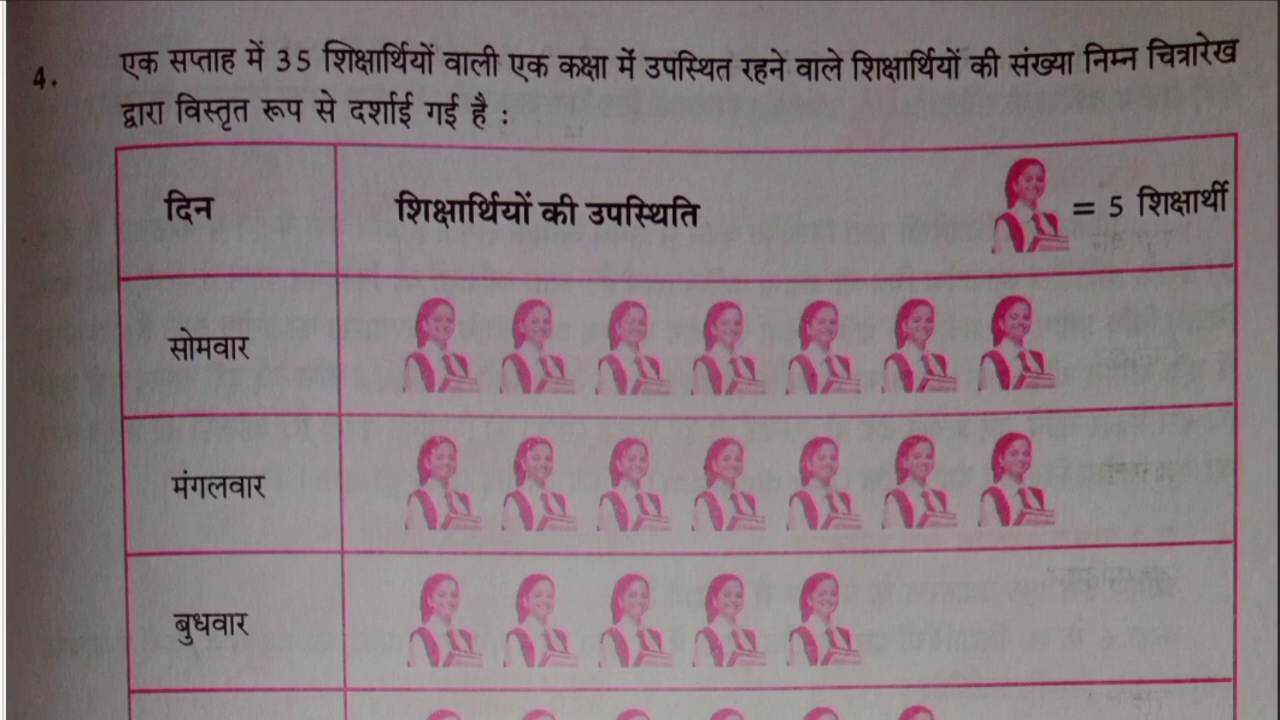 4. एक सप्ताह में 35 शिक्षार्थियों वाली एक कक्षा में उपस्थित रहने वाले शिक्षार्थियों की संख्या निम्न चित्रारेख
द्वारा विस्तृत रूप से दर्शाई गई है :
दिन शिक्षार्थियों की उपस्थिति = 5 शिक्षार्थी
सोमवार
मंगलवार
बुधवार